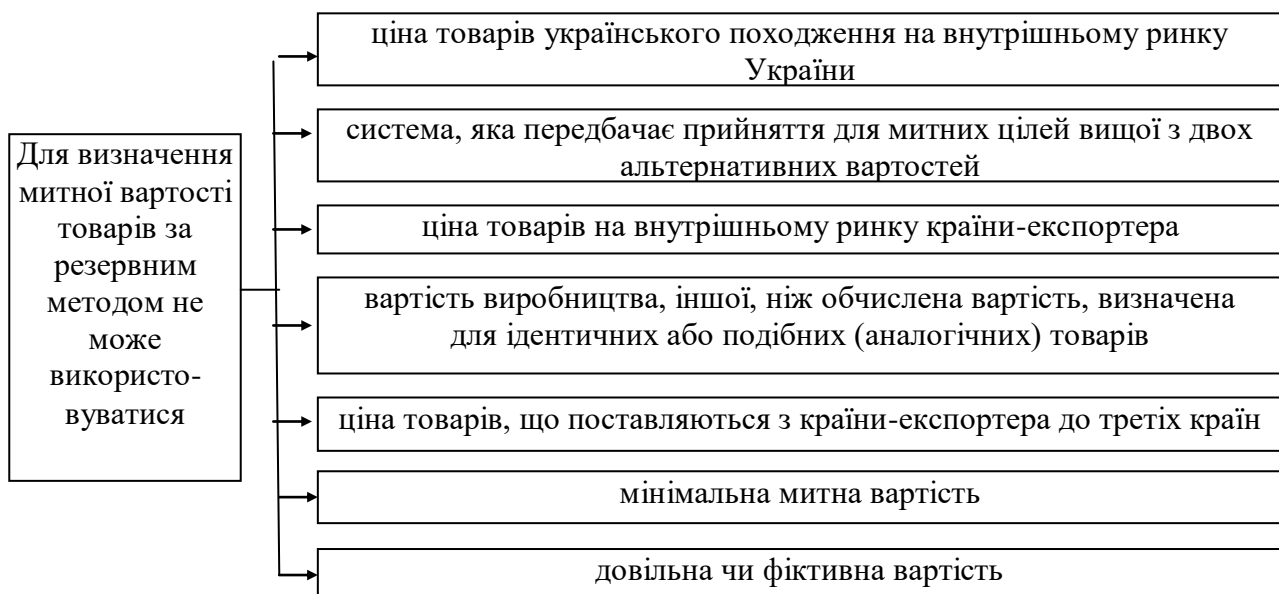 Для визначення
митної вартості
товарів за
резервним
методом не
може
використо-
вуватися
ціна товарів українського походження на внутрішньому ринку
України
система, яка передбачає прийняття для митних цілей вищої з двох
альтернативних вартостей
ціна товарів на внутрішньому ринку країни-експортера
вартість виробництва, іншої, ніж обчислена вартість, визначена
для ідентичних або подібних (аналогічних) товарів
ціна товарів, що поставляються з країни-експортера до третіх країн
мінімальна митна вартість
довільна чи фіктивна вартість